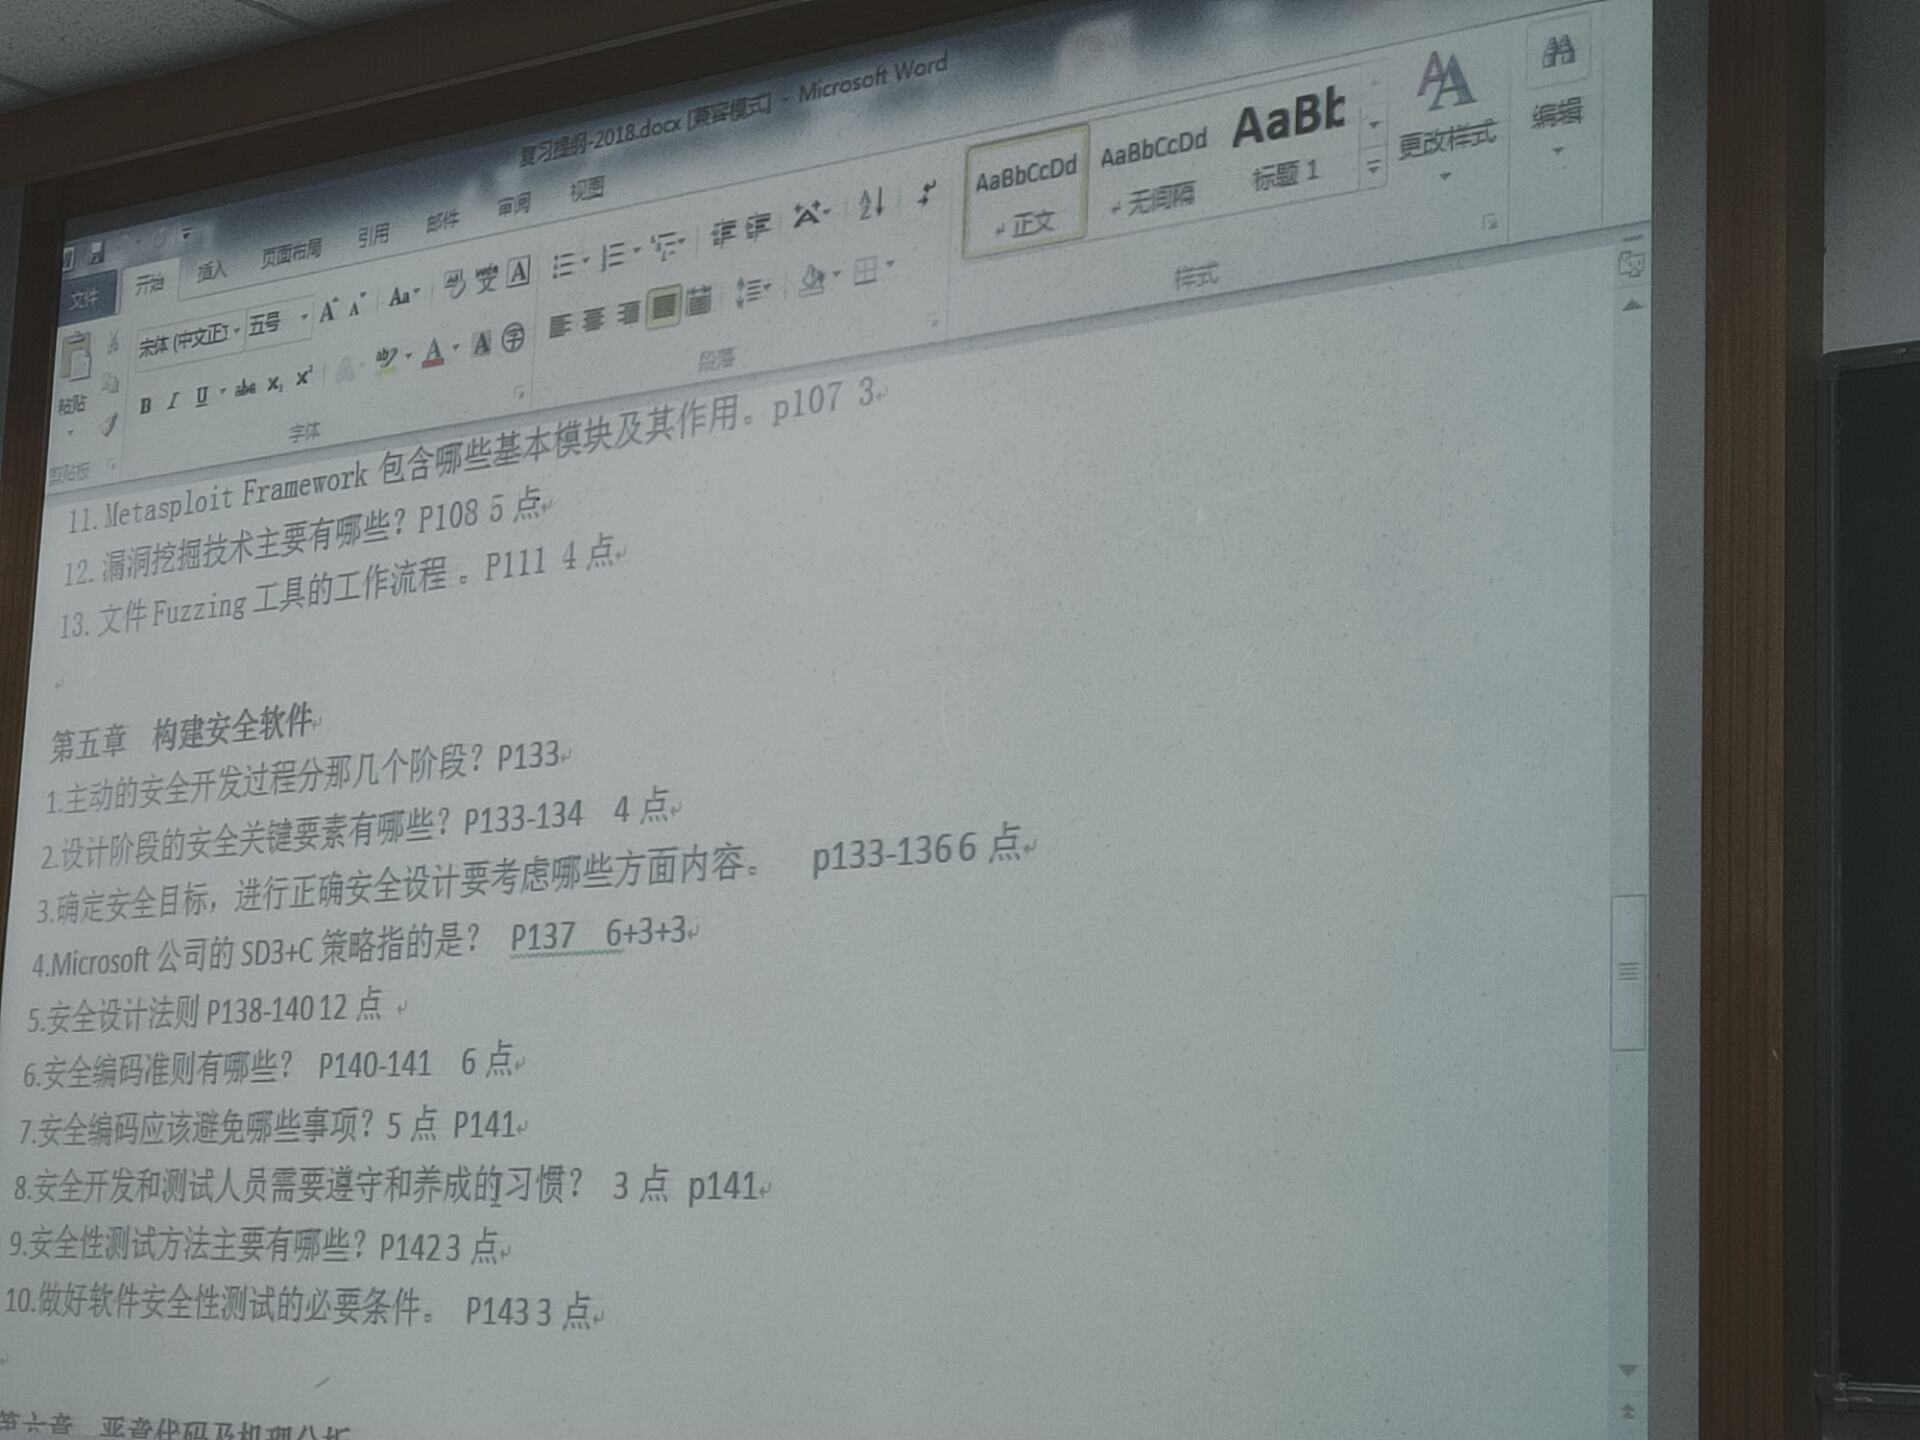 复习提纲-2018.docx [兼容模式] - Microsoft Word
文件 开始 插入 页面布局 引用 邮件 审阅 视图
宋体 (中文正文 五号
粘贴
剪贴板 字体 段落 样式
AaBbCcDd AaBbCcDd AaBb
正文 无间隔 标题 1 更改样式 编辑
11. Metasploit Framework 包含哪些基本模块及其作用。p107 3
12. 漏洞挖掘技术主要有哪些？P108 5 点
13. 文件 Fuzzing 工具的工作流程 。P111 4 点
第五章 构建安全软件
1.主动的安全开发过程分那几个阶段？P133
2.设计阶段的安全关键要素有哪些？P133-134 4 点
3.确定安全目标，进行正确安全设计要考虑哪些方面内容。 p133-136 6 点
4.Microsoft 公司的 SD3+C 策略指的是？ P137 6+3+3
5.安全设计法则 P138-140 12 点
6.安全编码准则有哪些？ P140-141 6 点
7.安全编码应该避免哪些事项？5 点 P141
8.安全开发和测试人员需要遵守和养成的习惯？ 3 点 p141
9.安全性测试方法主要有哪些？P142 3 点
10.做好软件安全性测试的必要条件。 P143 3 点
第六章 恶意代码及机理分析